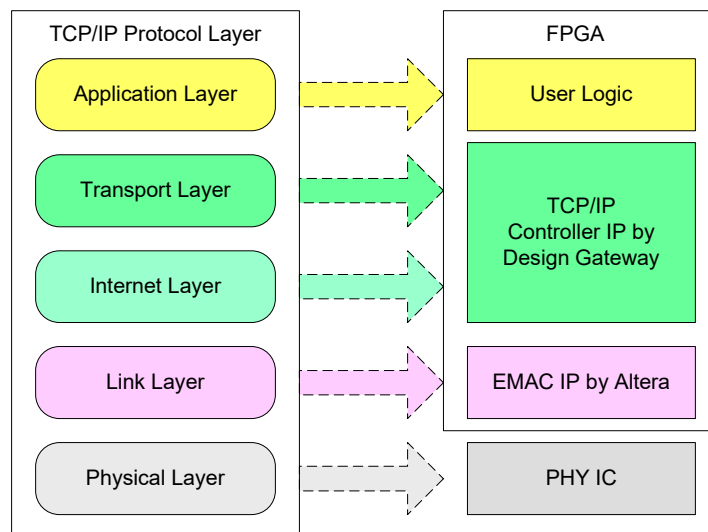 TCP/IP Protocol Layer
FPGA
Application Layer
User Logic
Transport Layer
TCP/IP
Controller IP by
Design Gateway
Internet Layer
Link Layer
EMAC IP by Altera
Physical Layer
PHY IC